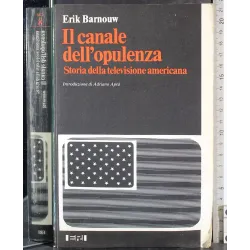 Erik Barnouw
Il canale
dell'opulenza
Storia della televisione americana
Introduzione di Adriano Aprà
ERI